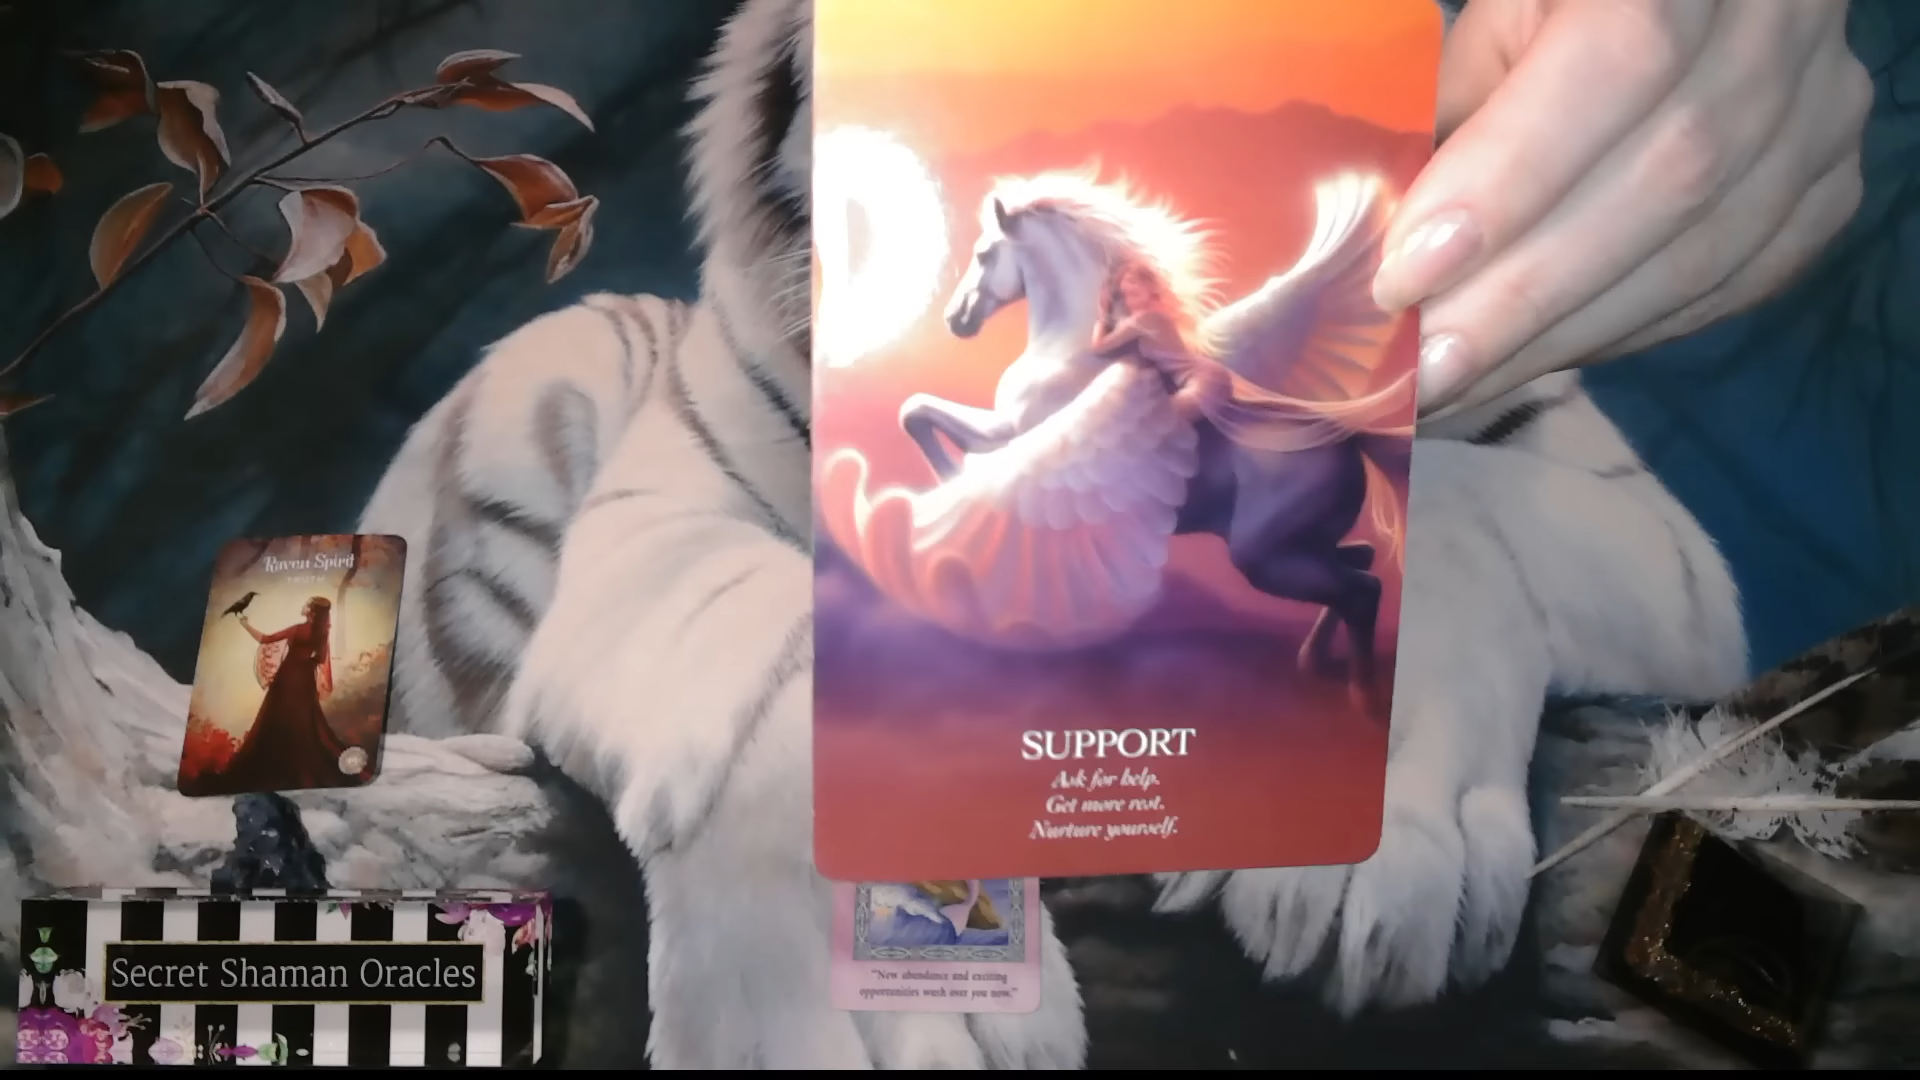 Raven Spirit
TRUTH
SUPPORT
Ask for help.
Get more rest.
Nurture yourself.
Secret Shaman Oracles
"New abundance and exciting
opportunities wash over you now."